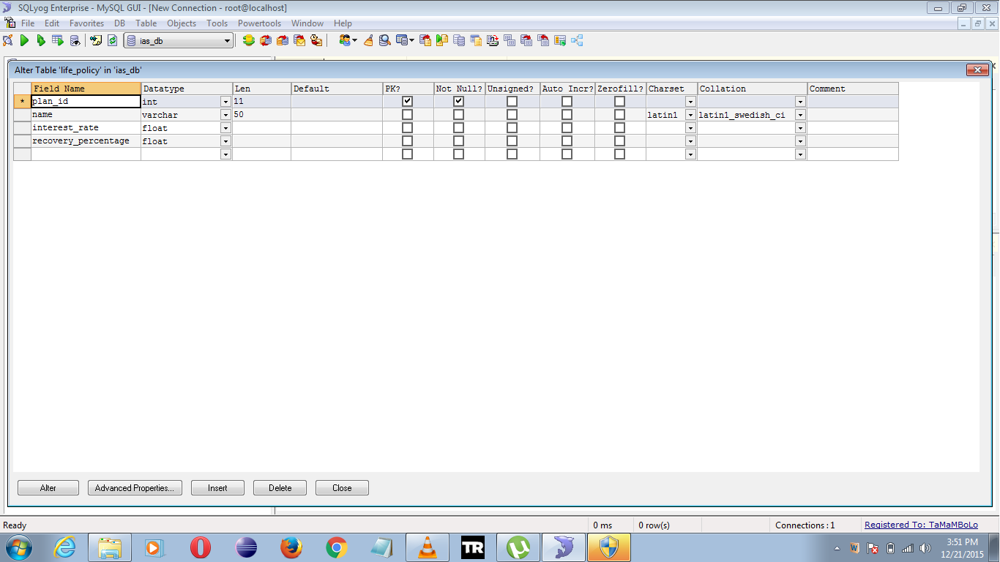 SQLyog Enterprise - MySQL GUI - [New Connection - root@localhost]
File Edit Favorites DB Table Objects Tools Powertools Window Help
ias_db
Alter Table 'life_policy' in 'ias_db'
Field Name Datatype Len Default PK? Not Null? Unsigned? Auto Incr? Zerofill? Charset Collation Comment
* plan_id int 11
name varchar 50 latin1 latin1_swedish_ci
interest_rate float
recovery_percentage float
Alter Advanced Properties... Insert Delete Close
Ready 0 ms 0 row(s) Connections : 1 Registered To: TaMaMBoLo
TR
W
3:51 PM
12/21/2015